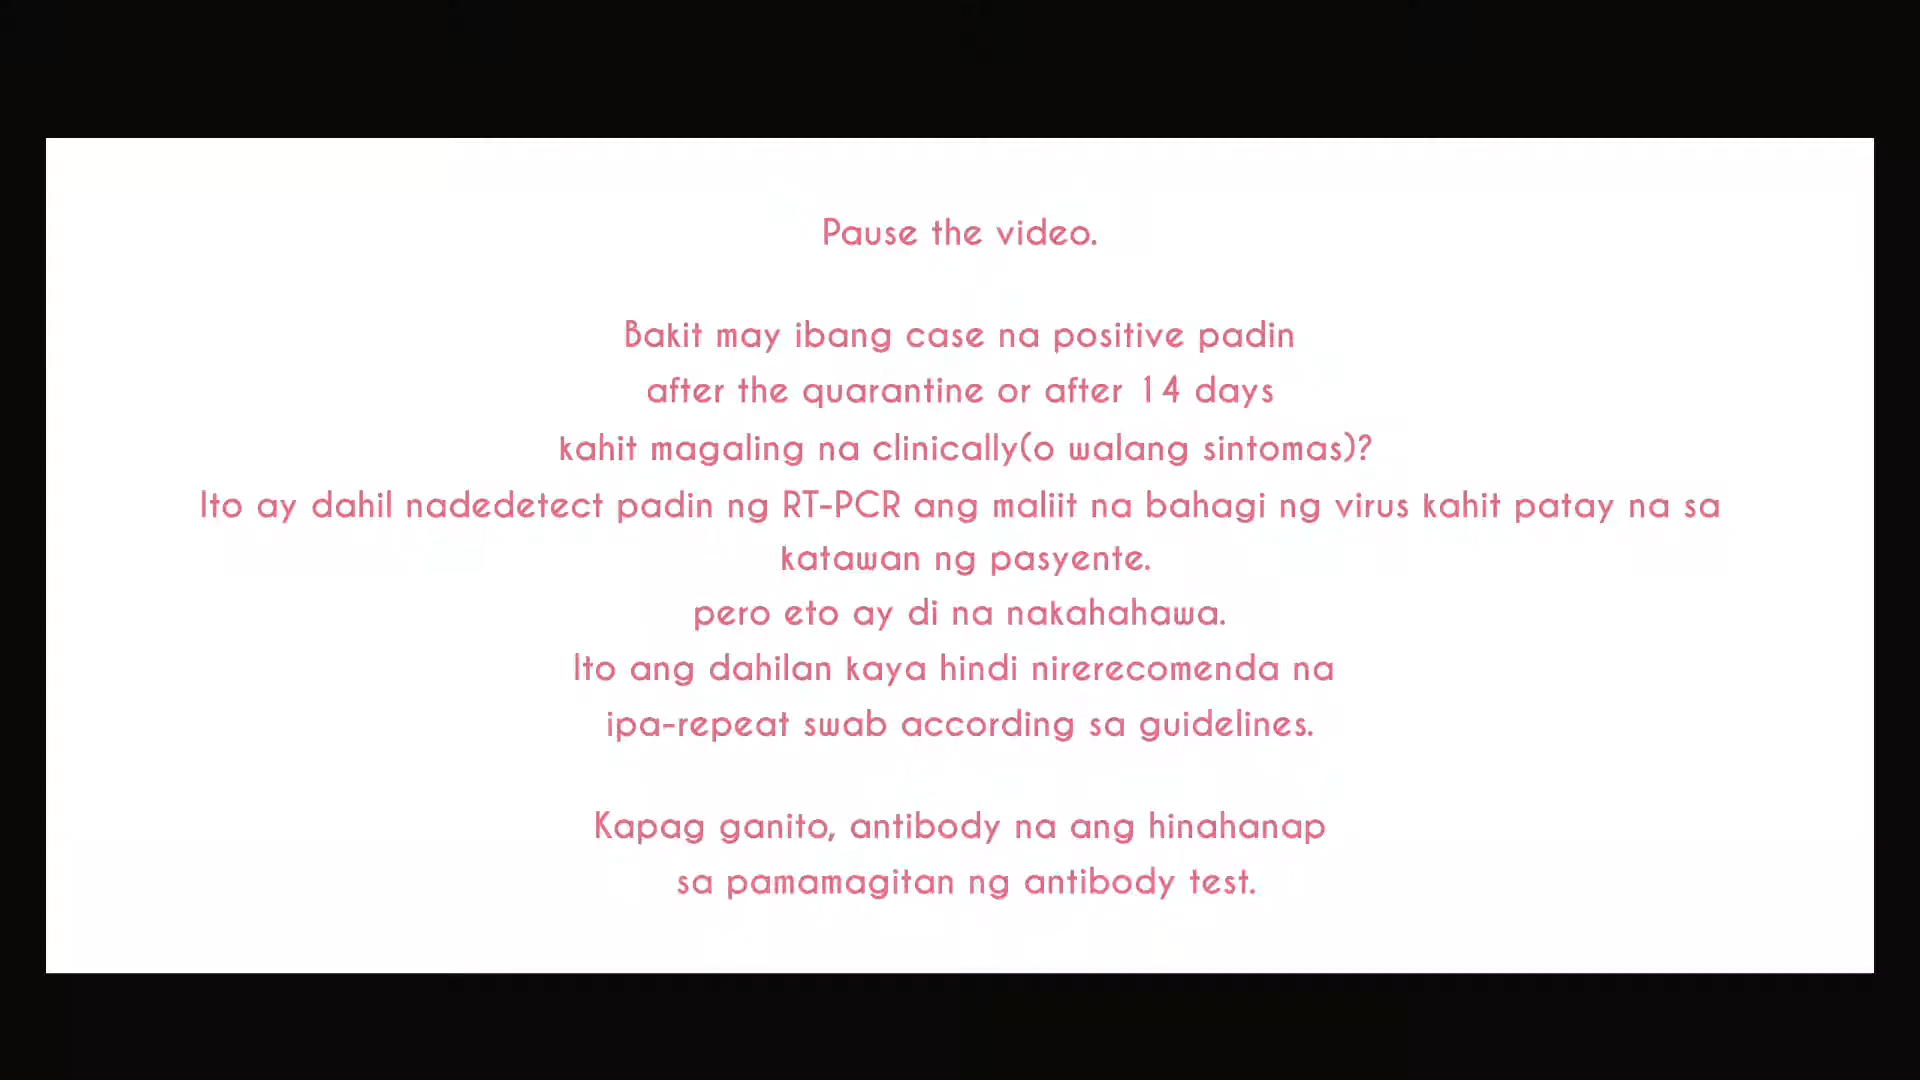 Pause the video.
Bakit may ibang case na positive padin
after the quarantine or after 14 days
kahit magaling na clinically(o walang sintomas)?
Ito ay dahil nadedetect padin ng RT-PCR ang maliit na bahagi ng virus kahit patay na sa
katawan ng pasyente.
pero eto ay di na nakahahawa.
Ito ang dahilan kaya hindi nirerecomenda na
ipa-repeat swab according sa guidelines.
Kapag ganito, antibody na ang hinahanap
sa pamamagitan ng antibody test.